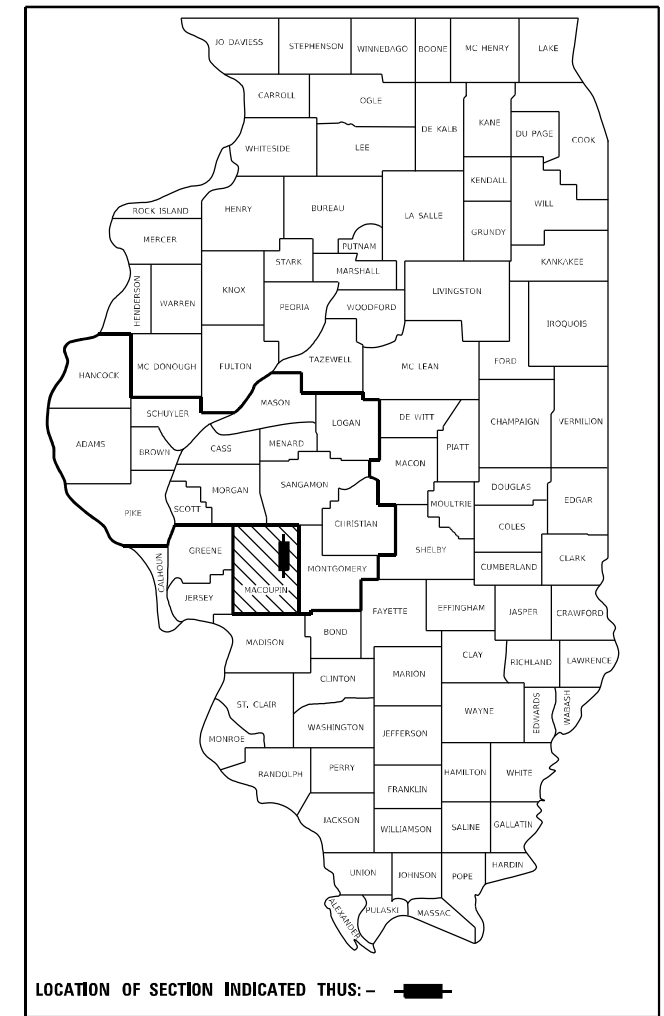 JO DAVIESS
STEPHENSON
WINNEBAGO
BOONE
MC HENRY
LAKE
CARROLL
OGLE
DE KALB
KANE
DU PAGE
COOK
WHITESIDE
LEE
KENDALL
WILL
ROCK ISLAND
HENRY
BUREAU
LA SALLE
GRUNDY
MERCER
PUTNAM
KANKAKEE
STARK
MARSHALL
HENDERSON
WARREN
KNOX
PEORIA
WOODFORD
LIVINGSTON
IROQUOIS
HANCOCK
MC DONOUGH
FULTON
TAZEWELL
MC LEAN
FORD
MASON
SCHUYLER
LOGAN
DE WITT
CHAMPAIGN
VERMILION
ADAMS
BROWN
CASS
MENARD
MACON
PIATT
MORGAN
SANGAMON
DOUGLAS
EDGAR
PIKE
SCOTT
CHRISTIAN
MOULTRIE
COLES
GREENE
SHELBY
CLARK
CALHOUN
MACOUPIN
MONTGOMERY
CUMBERLAND
JERSEY
FAYETTE
EFFINGHAM
JASPER
CRAWFORD
MADISON
BOND
CLAY
RICHLAND
LAWRENCE
CLINTON
MARION
ST. CLAIR
WAYNE
EDWARDS
WABASH
WASHINGTON
JEFFERSON
MONROE
RANDOLPH
PERRY
HAMILTON
WHITE
FRANKLIN
JACKSON
WILLIAMSON
SALINE
GALLATIN
UNION
JOHNSON
POPE
HARDIN
ALEXANDER
PULASKI
MASSAC
LOCATION OF SECTION INDICATED THUS: –